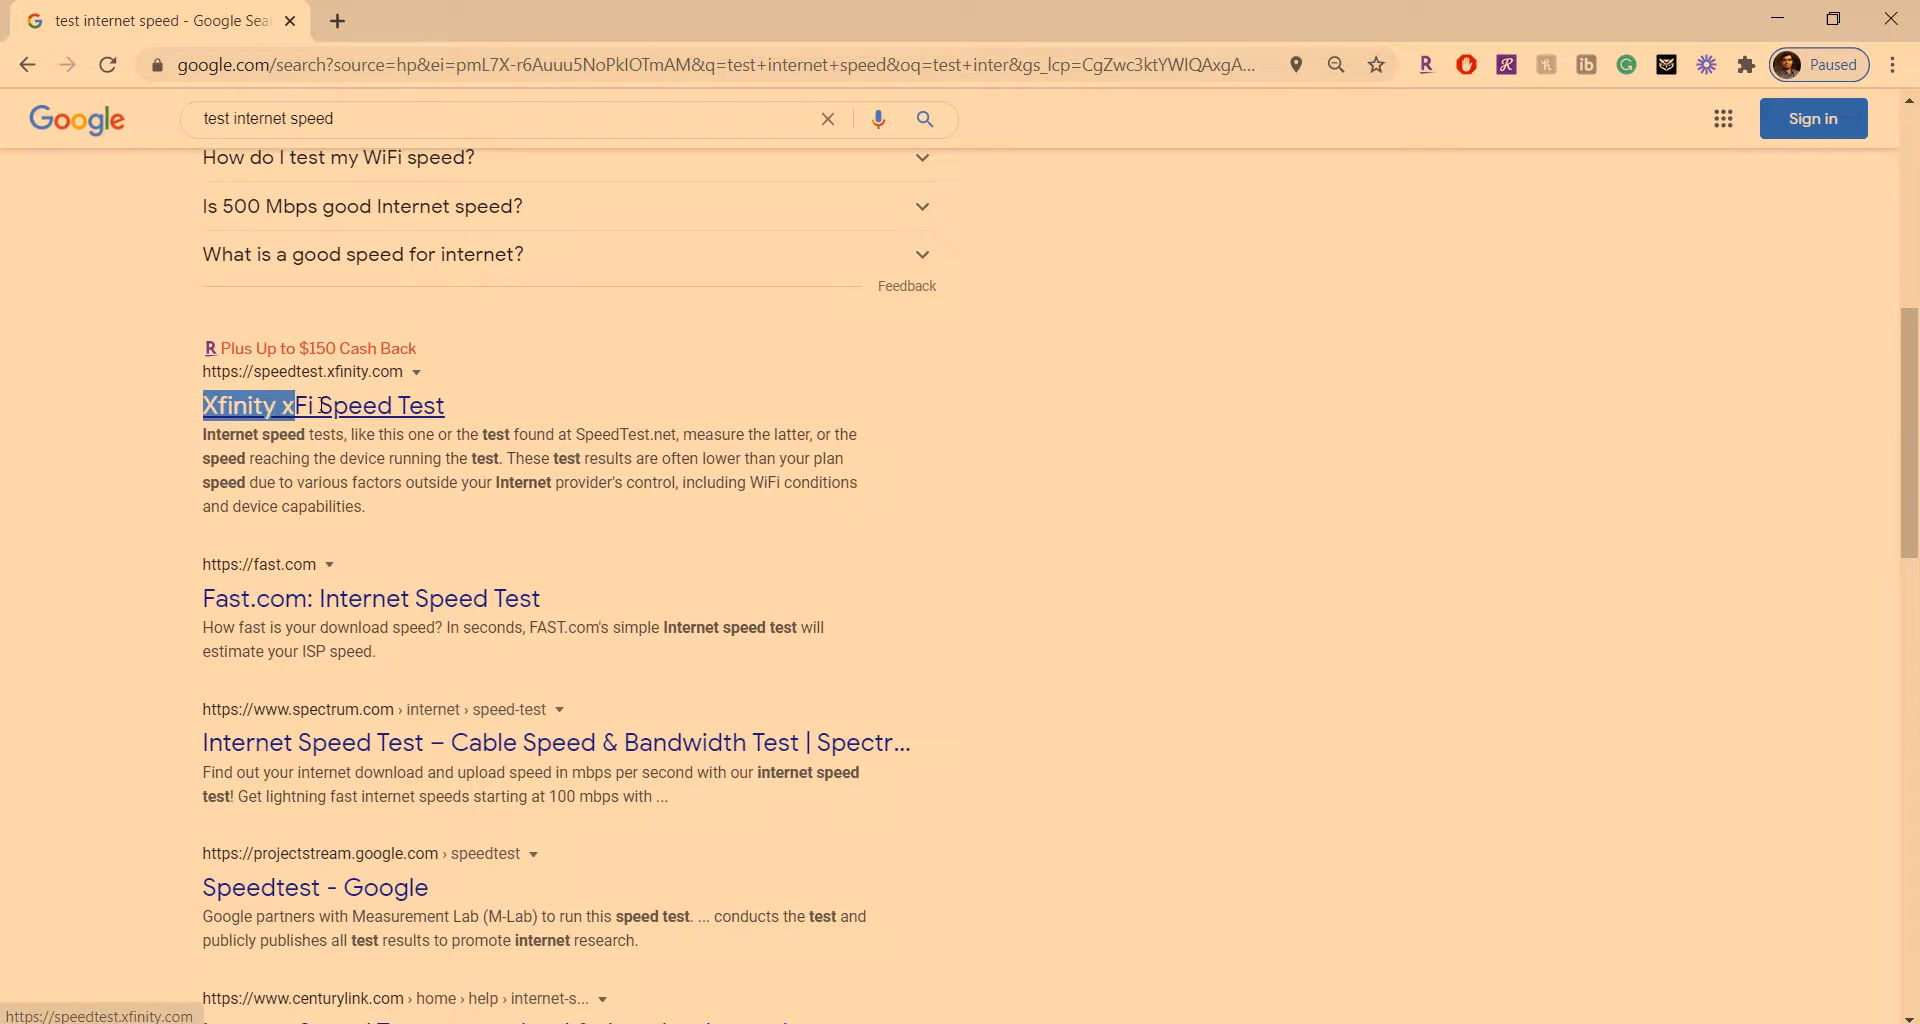 test internet speed - Google Sea
google.com/search?source=hp&ei=pmL7X-r6Auuu5NoPkIOTmAM&q=test+internet+speed&oq=test+inter&gs_lcp=CgZwc3ktYWIQAxgA...
Paused
Google
test internet speed
Sign in
How do I test my WiFi speed?
Is 500 Mbps good Internet speed?
What is a good speed for internet?
Feedback
R Plus Up to $150 Cash Back
https://speedtest.xfinity.com
Xfinity xFi Speed Test
Internet speed tests, like this one or the test found at SpeedTest.net, measure the latter, or the
speed reaching the device running the test. These test results are often lower than your plan
speed due to various factors outside your Internet provider's control, including WiFi conditions
and device capabilities.
https://fast.com
Fast.com: Internet Speed Test
How fast is your download speed? In seconds, FAST.com's simple Internet speed test will
estimate your ISP speed.
https://www.spectrum.com › internet › speed-test
Internet Speed Test – Cable Speed & Bandwidth Test | Spectr...
Find out your internet download and upload speed in mbps per second with our internet speed
test! Get lightning fast internet speeds starting at 100 mbps with ...
https://projectstream.google.com › speedtest
Speedtest - Google
Google partners with Measurement Lab (M-Lab) to run this speed test. ... conducts the test and
publicly publishes all test results to promote internet research.
https://www.centurylink.com › home › help › internet-s...
https://speedtest.xfinity.com